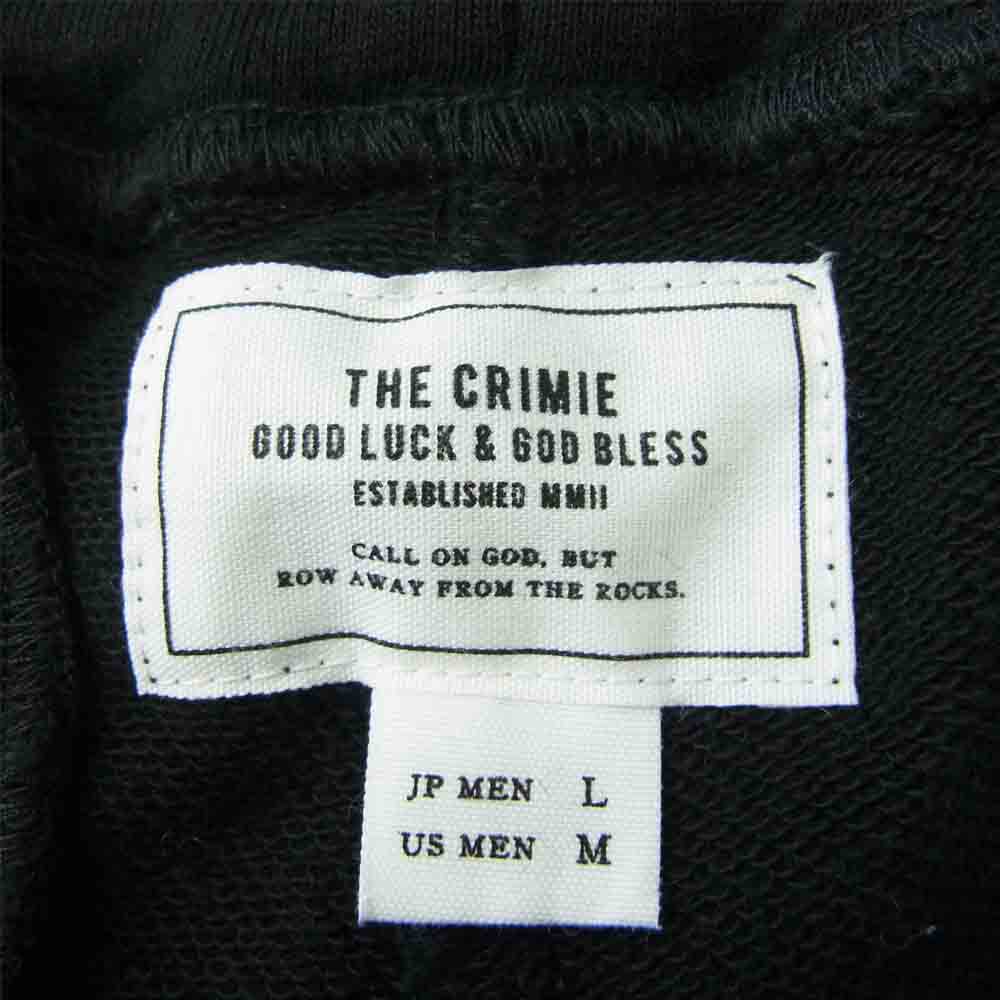 THE CRIMIE
GOOD LUCK & GOD BLESS
ESTABLISHED MMII
CALL ON GOD, BUT
ROW AWAY FROM THE ROCKS.
JP MEN L
US MEN M